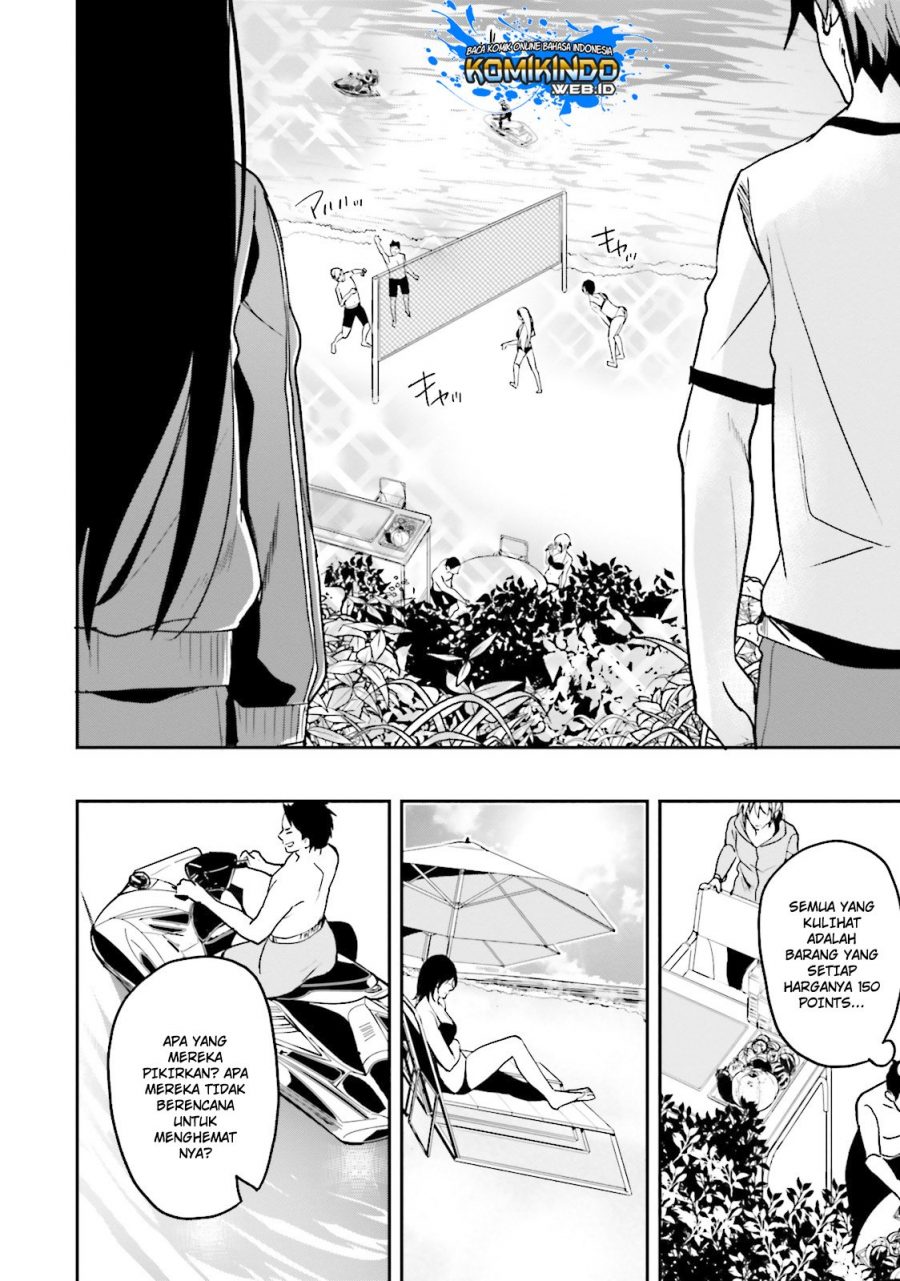 BACA KOMIK ONLINE BAHASA INDONESIA
KOMIKINDO
WEB.ID
キャッ
アハハハッ
キャッ
SEMUA YANG
KULIHAT
ADALAH
BARANG YANG
SETIAP
HARGANYA 150
POINTS...
APA YANG
MEREKA
PIKIRKAN? APA
MEREKA TIDAK
BERENCANA
UNTUK
MENGHEMAT
NYA?